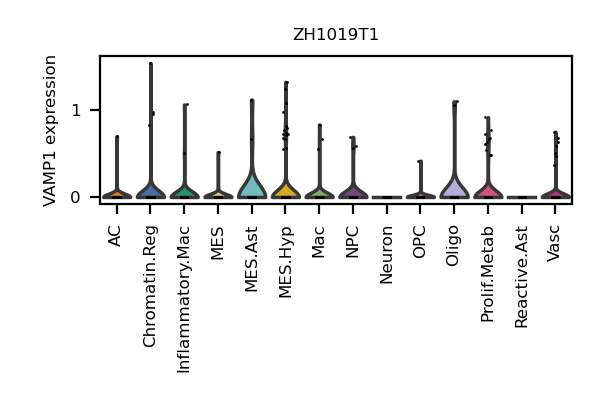 ZH1019T1
VAMP1 expression
1
0
AC
Chromatin.Reg
Inflammatory.Mac
MES
MES.Ast
MES.Hyp
Mac
NPC
Neuron
OPC
Oligo
Prolif.Metab
Reactive.Ast
Vasc